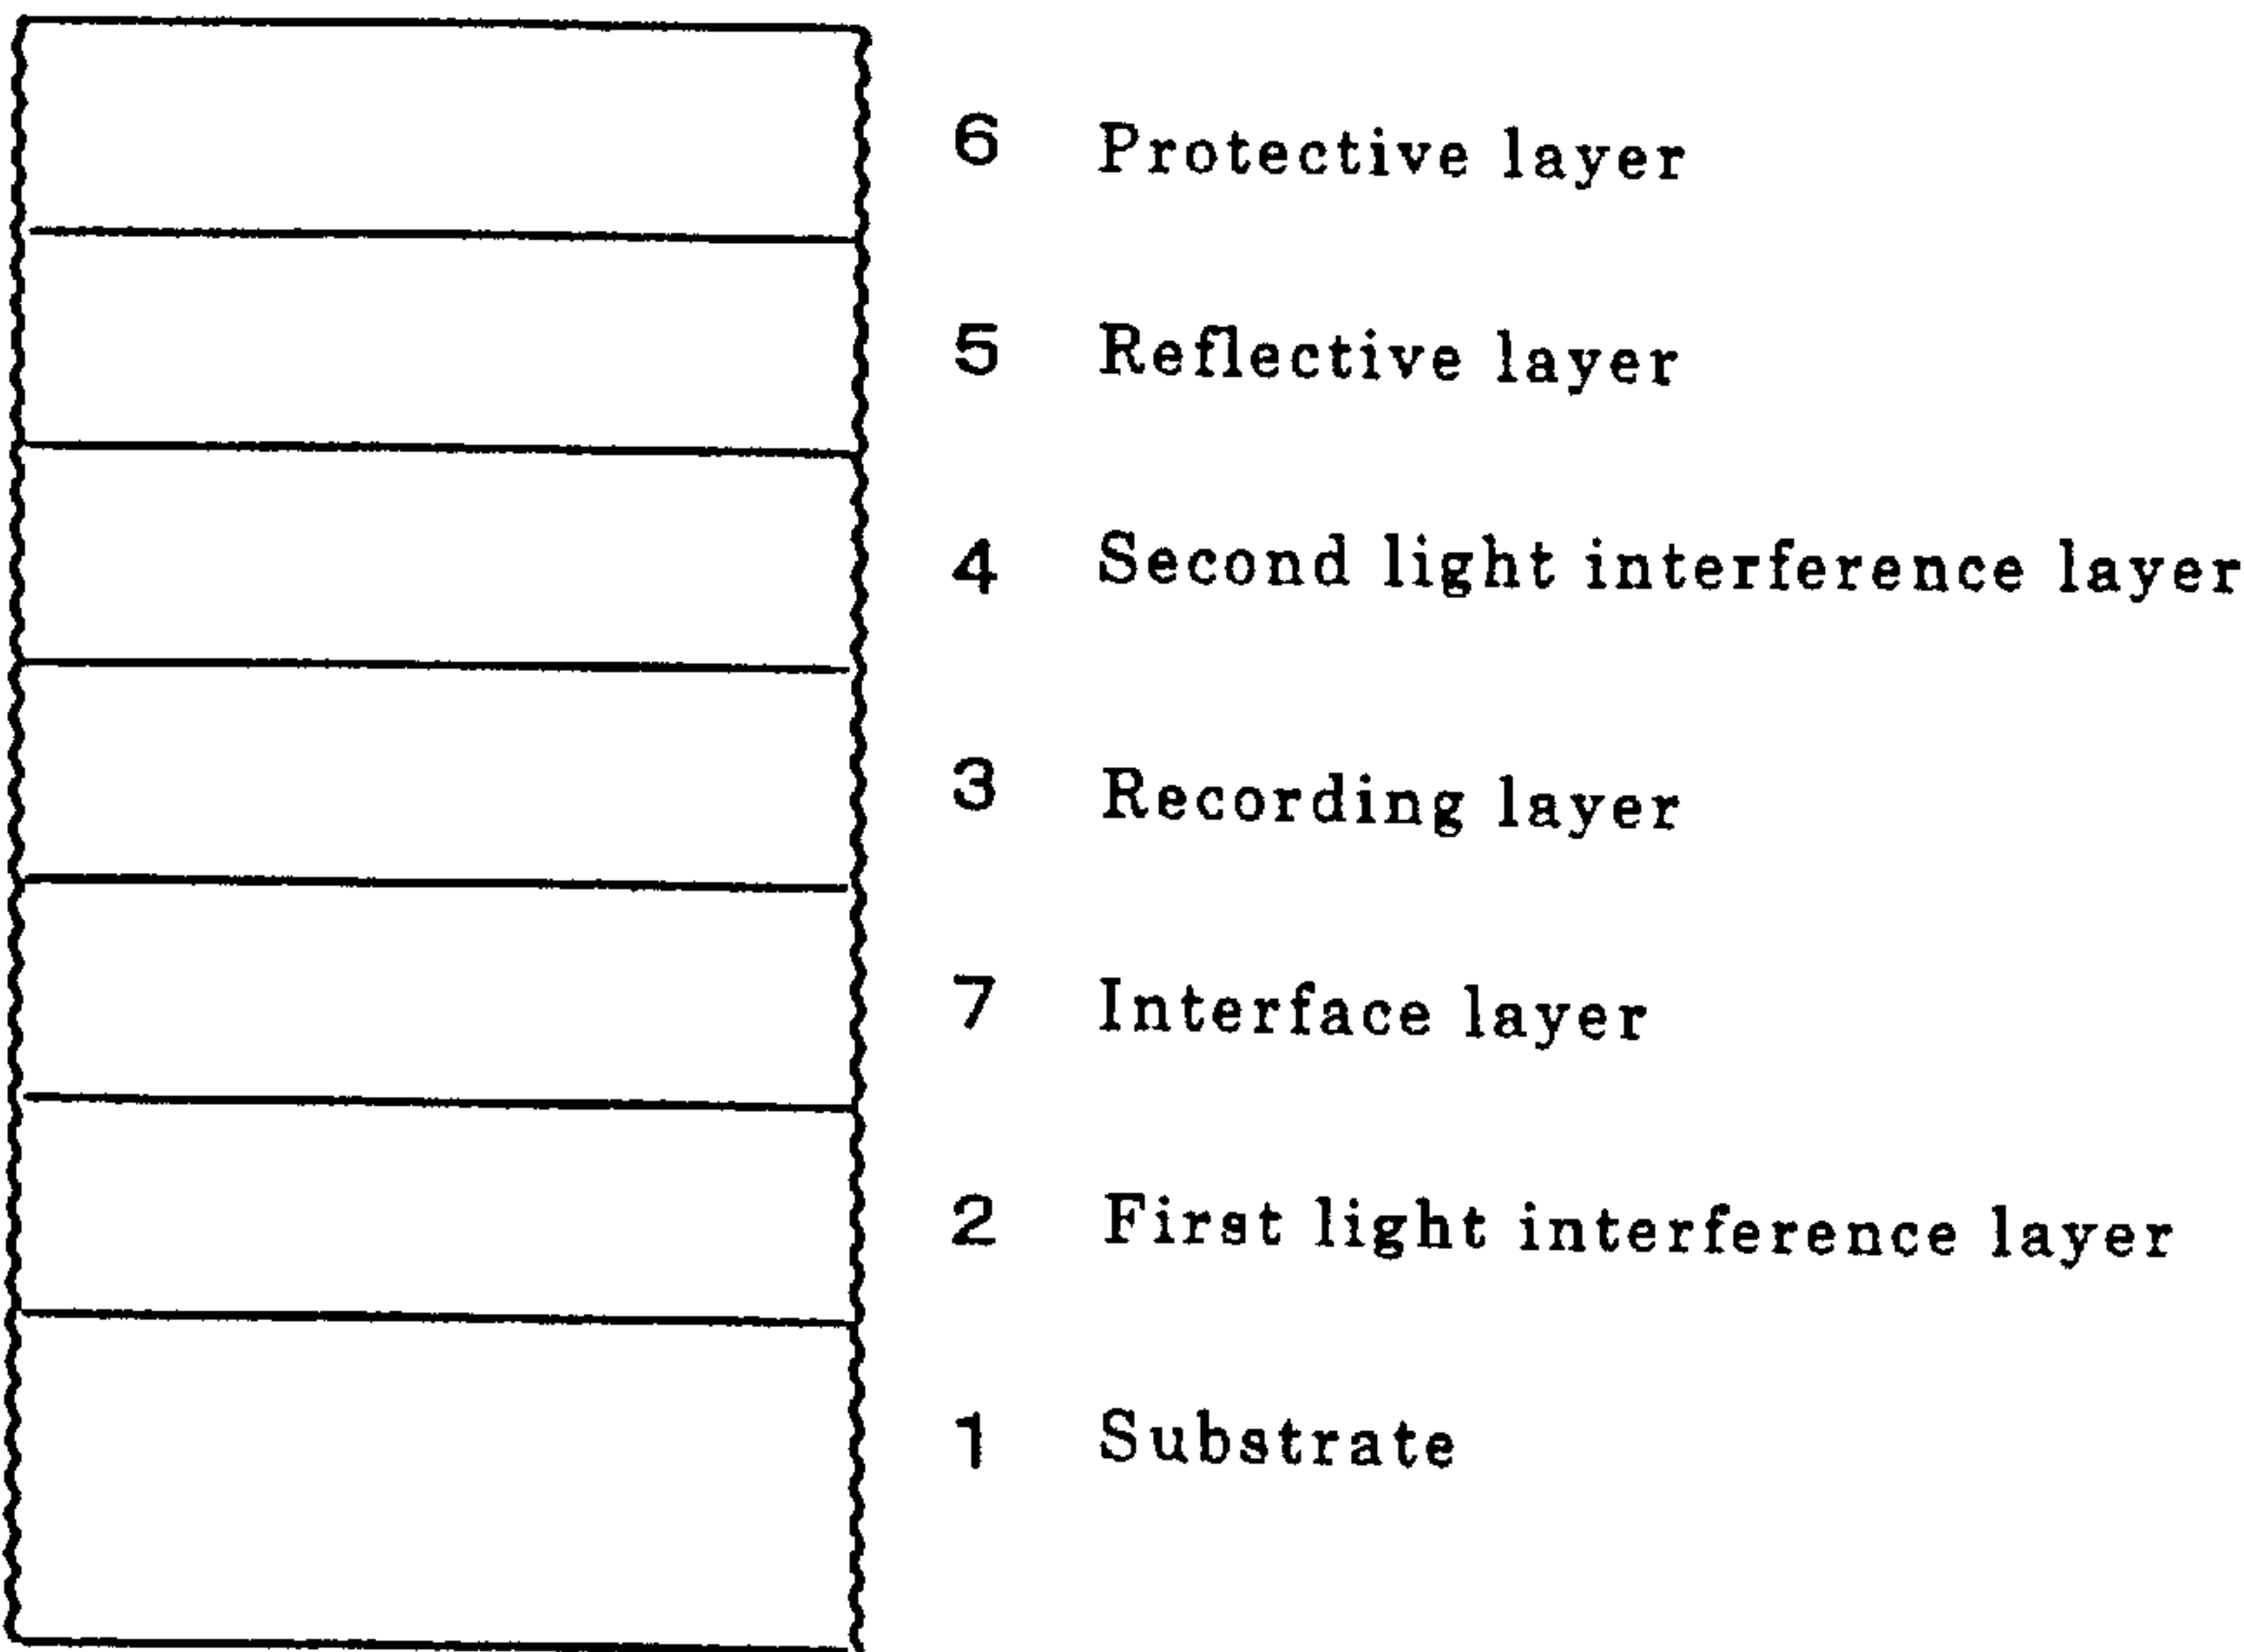 6 Protective layer
5 Reflective layer
4 Second light interference layer
3 Recording layer
7 Interface layer
2 First light interference layer
1 Substrate